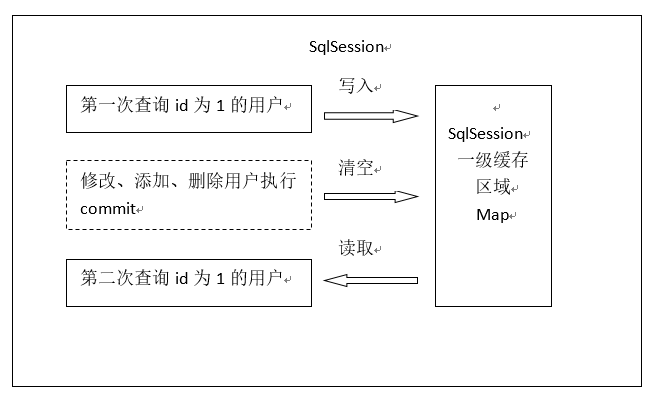 SqlSession
写入
第一次查询 id 为 1 的用户
修改、添加、删除用户执行
commit
清空
读取
第二次查询 id 为 1 的用户
SqlSession
一级缓存
区域
Map